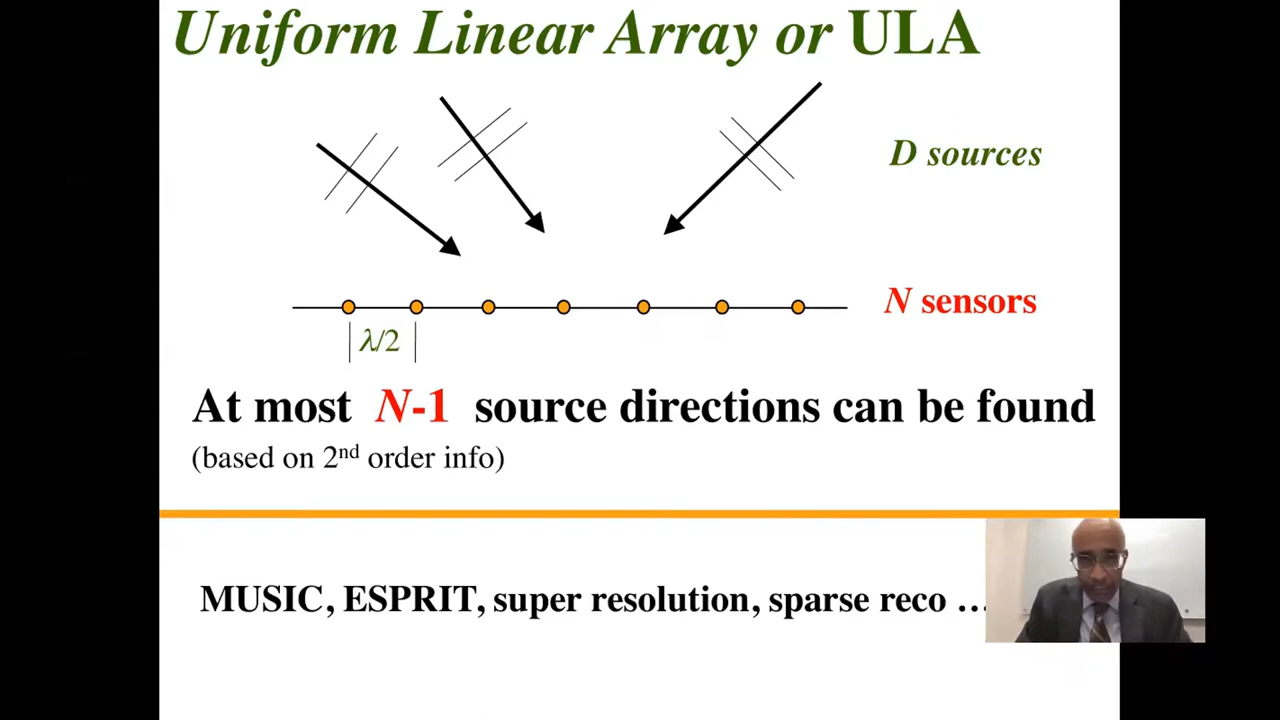 Uniform Linear Array or ULA
D sources
N sensors
λ/2
At most N-1 source directions can be found
(based on 2nd order info)
MUSIC, ESPRIT, super resolution, sparse reco …